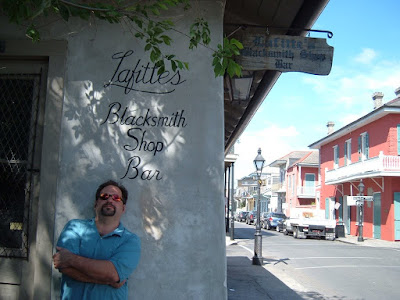 Lafitte's
Blacksmith
Shop
Bar
Lafitte's
Blacksmith Shop
Bar